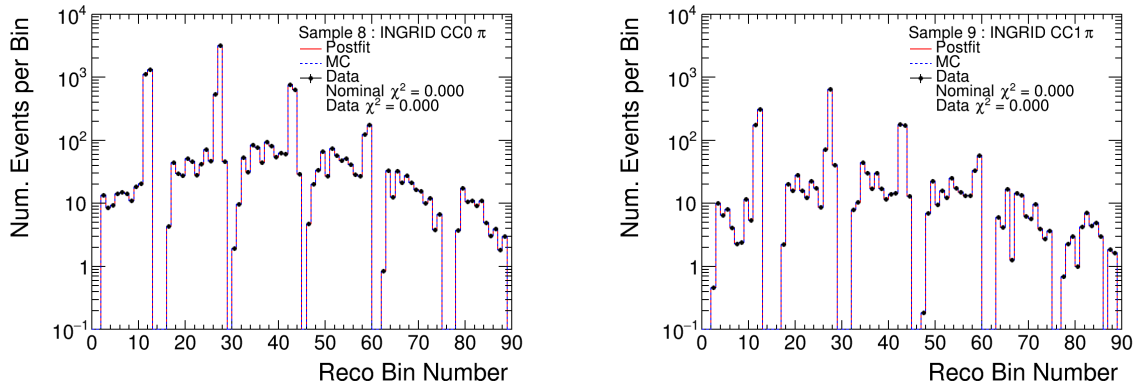 Num. Events per Bin
10^4
10^3
10^2
10
1
10^−1
Sample 8 : INGRID CC0 π
Postfit
MC
Data
Nominal χ² = 0.000
Data χ² = 0.000
0 10 20 30 40 50 60 70 80 90
Reco Bin Number
Num. Events per Bin
10^4
10^3
10^2
10
1
10^−1
Sample 9 : INGRID CC1 π
Postfit
MC
Data
Nominal χ² = 0.000
Data χ² = 0.000
0 10 20 30 40 50 60 70 80 90
Reco Bin Number